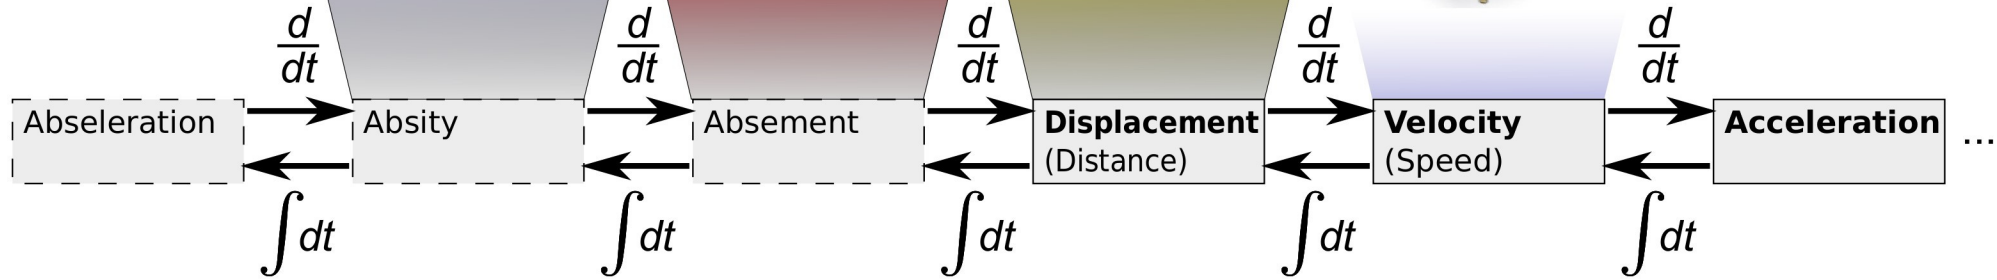 d/dt d/dt d/dt d/dt d/dt
Abseleration Absity Absement Displacement Velocity Acceleration ...
(Distance) (Speed)
∫dt ∫dt ∫dt ∫dt ∫dt